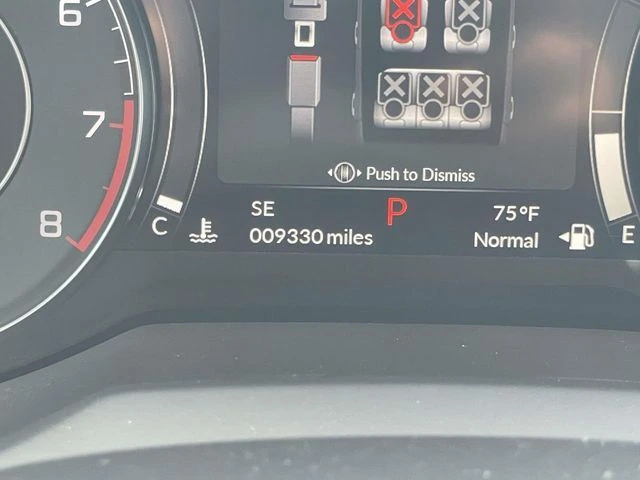 6
7
8
Push to Dismiss
C
SE
P
75°F
E
009330 miles
Normal